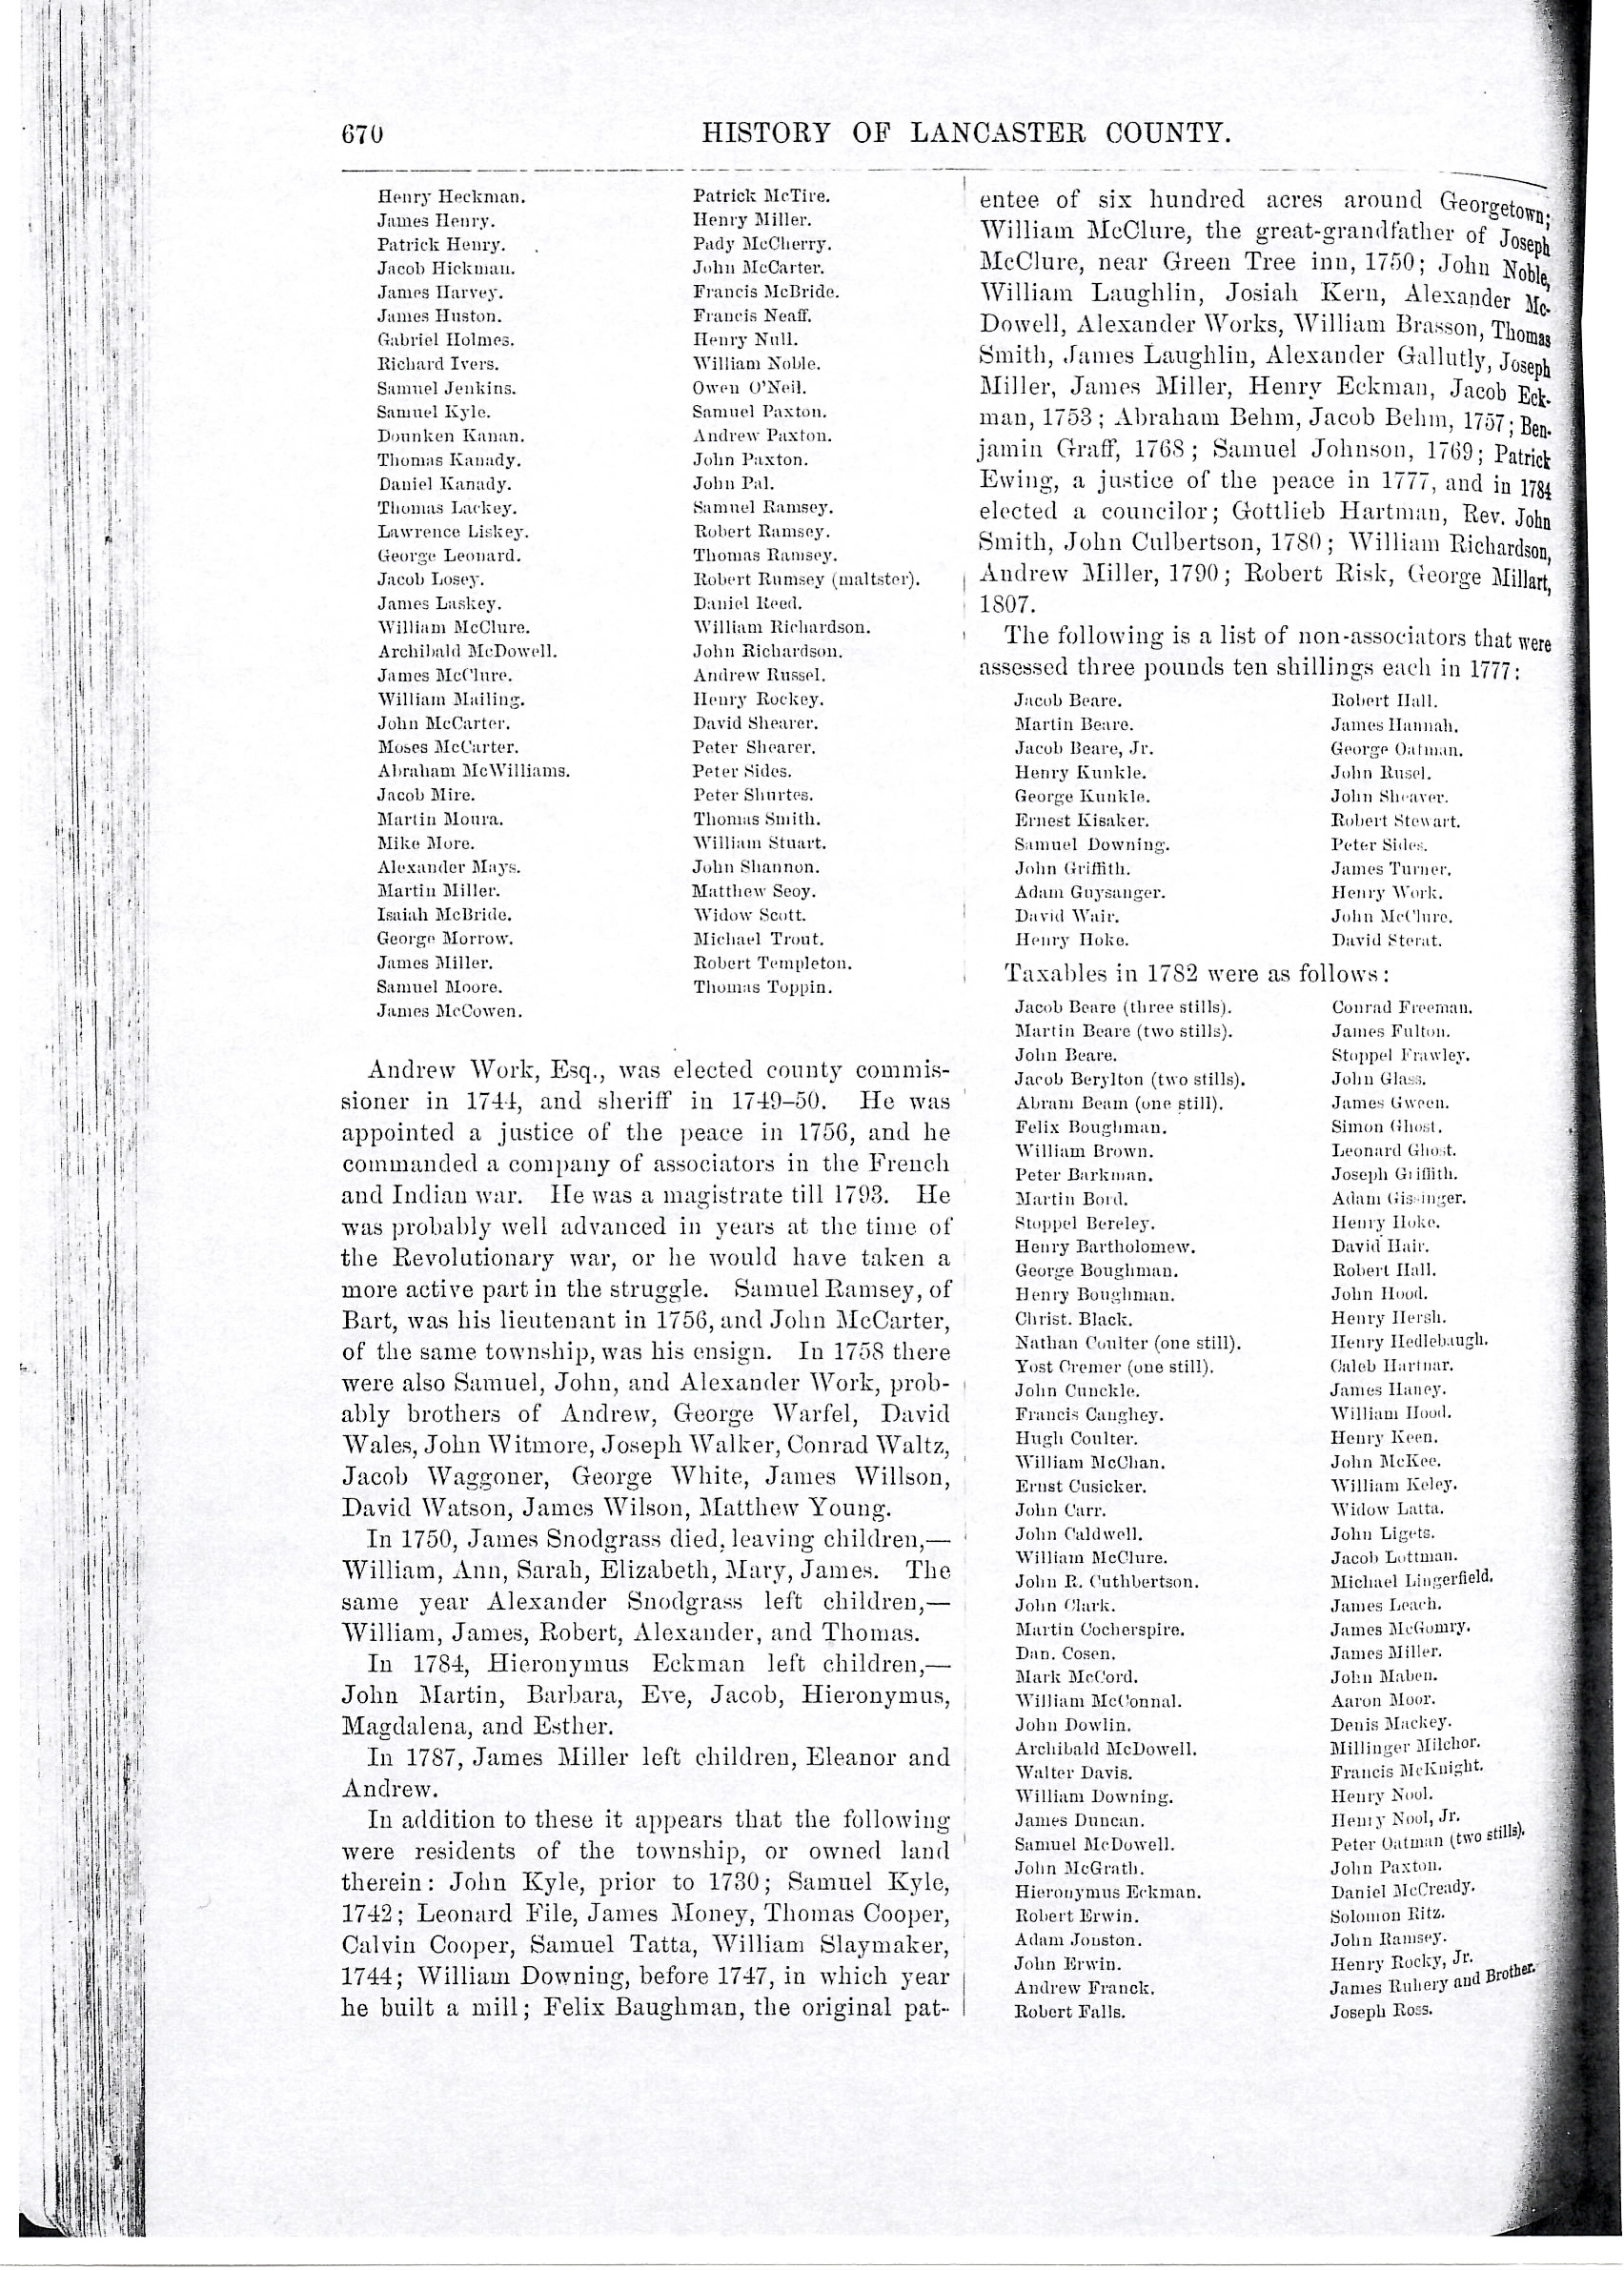 670
HISTORY OF LANCASTER COUNTY.
Henry Heckman.
James Henry.
Patrick Henry.
Jacob Hickman.
James Harvey.
James Huston.
Gabriel Holmes.
Richard Ivers.
Samuel Jenkins.
Samuel Kyle.
Dounken Kanan.
Thomas Kanady.
Daniel Kanady.
Thomas Lackey.
Lawrence Liskey.
George Leonard.
Jacob Losey.
James Laskey.
William McClure.
Archibald McDowell.
James McClure.
William Mailing.
John McCarter.
Moses McCarter.
Abraham McWilliams.
Jacob Mire.
Martin Moura.
Mike More.
Alexander Mays.
Martin Miller.
Isaiah McBride.
George Morrow.
James Miller.
Samuel Moore.
James McCowen.
Patrick McTire.
Henry Miller.
Pady McCherry.
John McCarter.
Francis McBride.
Francis Neaff.
Henry Null.
William Noble.
Owen O'Neil.
Samuel Paxton.
Andrew Paxton.
John Paxton.
John Pal.
Samuel Ramsey.
Robert Ramsey.
Thomas Ramsey.
Robert Rumsey (maltster).
Daniel Reed.
William Richardson.
John Richardson.
Andrew Russel.
Henry Rockey.
David Shearer.
Peter Shearer.
Peter Sides.
Peter Shurtes.
Thomas Smith.
William Stuart.
John Shannon.
Matthew Scoy.
Widow Scott.
Michael Trout.
Robert Templeton.
Thomas Toppin.
Andrew Work, Esq., was elected county commis-
sioner in 1744, and sheriff in 1749–50. He was
appointed a justice of the peace in 1756, and he
commanded a company of associators in the French
and Indian war. He was a magistrate till 1793. He
was probably well advanced in years at the time of
the Revolutionary war, or he would have taken a
more active part in the struggle. Samuel Ramsey, of
Bart, was his lieutenant in 1756, and John McCarter,
of the same township, was his ensign. In 1758 there
were also Samuel, John, and Alexander Work, prob-
ably brothers of Andrew, George Warfel, David
Wales, John Witmore, Joseph Walker, Conrad Waltz,
Jacob Waggoner, George White, James Willson,
David Watson, James Wilson, Matthew Young.
In 1750, James Snodgrass died, leaving children,—
William, Ann, Sarah, Elizabeth, Mary, James. The
same year Alexander Snodgrass left children,—
William, James, Robert, Alexander, and Thomas.
In 1784, Hieronymus Eckman left children,—
John Martin, Barbara, Eve, Jacob, Hieronymus,
Magdalena, and Esther.
In 1787, James Miller left children, Eleanor and
Andrew.
In addition to these it appears that the following
were residents of the township, or owned land
therein: John Kyle, prior to 1730; Samuel Kyle,
1742; Leonard File, James Money, Thomas Cooper,
Calvin Cooper, Samuel Tatta, William Slaymaker,
1744; William Downing, before 1747, in which year
he built a mill; Felix Baughman, the original pat-
entee of six hundred acres around Georgetown;
William McClure, the great-grandfather of Joseph
McClure, near Green Tree inn, 1750; John Noble,
William Laughlin, Josiah Kern, Alexander Mc-
Dowell, Alexander Works, William Brasson, Thomas
Smith, James Laughlin, Alexander Gallutly, Joseph
Miller, James Miller, Henry Eckman, Jacob Eck-
man, 1753; Abraham Behm, Jacob Behm, 1757; Ben-
jamin Graff, 1768; Samuel Johnson, 1769; Patrick
Ewing, a justice of the peace in 1777, and in 1784
elected a councilor; Gottlieb Hartman, Rev. John
Smith, John Culbertson, 1780; William Richardson,
Andrew Miller, 1790; Robert Risk, George Millart,
1807.
The following is a list of non-associators that were
assessed three pounds ten shillings each in 1777:
Jacob Beare.
Martin Beare.
Jacob Beare, Jr.
Henry Kunkle.
George Kunkle.
Ernest Kisaker.
Samuel Downing.
John Griffith.
Adam Guysanger.
David Wair.
Henry Hoke.
Robert Hall.
James Hannah.
George Oatman.
John Rusel.
John Sheaver.
Robert Stewart.
Peter Sides.
James Turner.
Henry Work.
John McClure.
David Sterat.
Taxables in 1782 were as follows:
Jacob Beare (three stills).
Martin Beare (two stills).
John Beare.
Jacob Berylton (two stills).
Abram Beam (one still).
Felix Boughman.
William Brown.
Peter Barkman.
Martin Bord.
Stoppel Bereley.
Henry Bartholomew.
George Boughman.
Henry Boughman.
Christ. Black.
Nathan Coulter (one still).
Yost Cremer (one still).
John Cunckle.
Francis Caughey.
Hugh Coulter.
William McChan.
Ernst Cusicker.
John Carr.
John Caldwell.
William McClure.
John R. Cuthbertson.
John Clark.
Martin Cocherspire.
Dan. Cosen.
Mark McCord.
William McConnal.
John Dowlin.
Archibald McDowell.
Walter Davis.
William Downing.
James Duncan.
Samuel McDowell.
John McGrath.
Hieronymus Eckman.
Robert Erwin.
Adam Jouston.
John Erwin.
Andrew Franck.
Robert Falls.
Conrad Freeman.
James Fulton.
Stoppel Frawley.
John Glass.
James Gween.
Simon Ghost.
Leonard Ghost.
Joseph Griffith.
Adam Gissinger.
Henry Hoke.
David Hair.
Robert Hall.
John Hood.
Henry Hersh.
Henry Hedlebaugh.
Caleb Hartnar.
James Haney.
William Hood.
Henry Keen.
John McKee.
William Keley.
Widow Latta.
John Ligets.
Jacob Lottman.
Michael Lingerfield.
James Leach.
James McGomry.
James Miller.
John Maben.
Aaron Moor.
Denis Mackey.
Millinger Milchor.
Francis McKnight.
Henry Nool.
Henry Nool, Jr.
Peter Oatman (two stills).
John Paxton.
Daniel McCready.
Solomon Ritz.
John Ramsey.
Henry Rocky, Jr.
James Ruhery and Brother.
Joseph Ross.